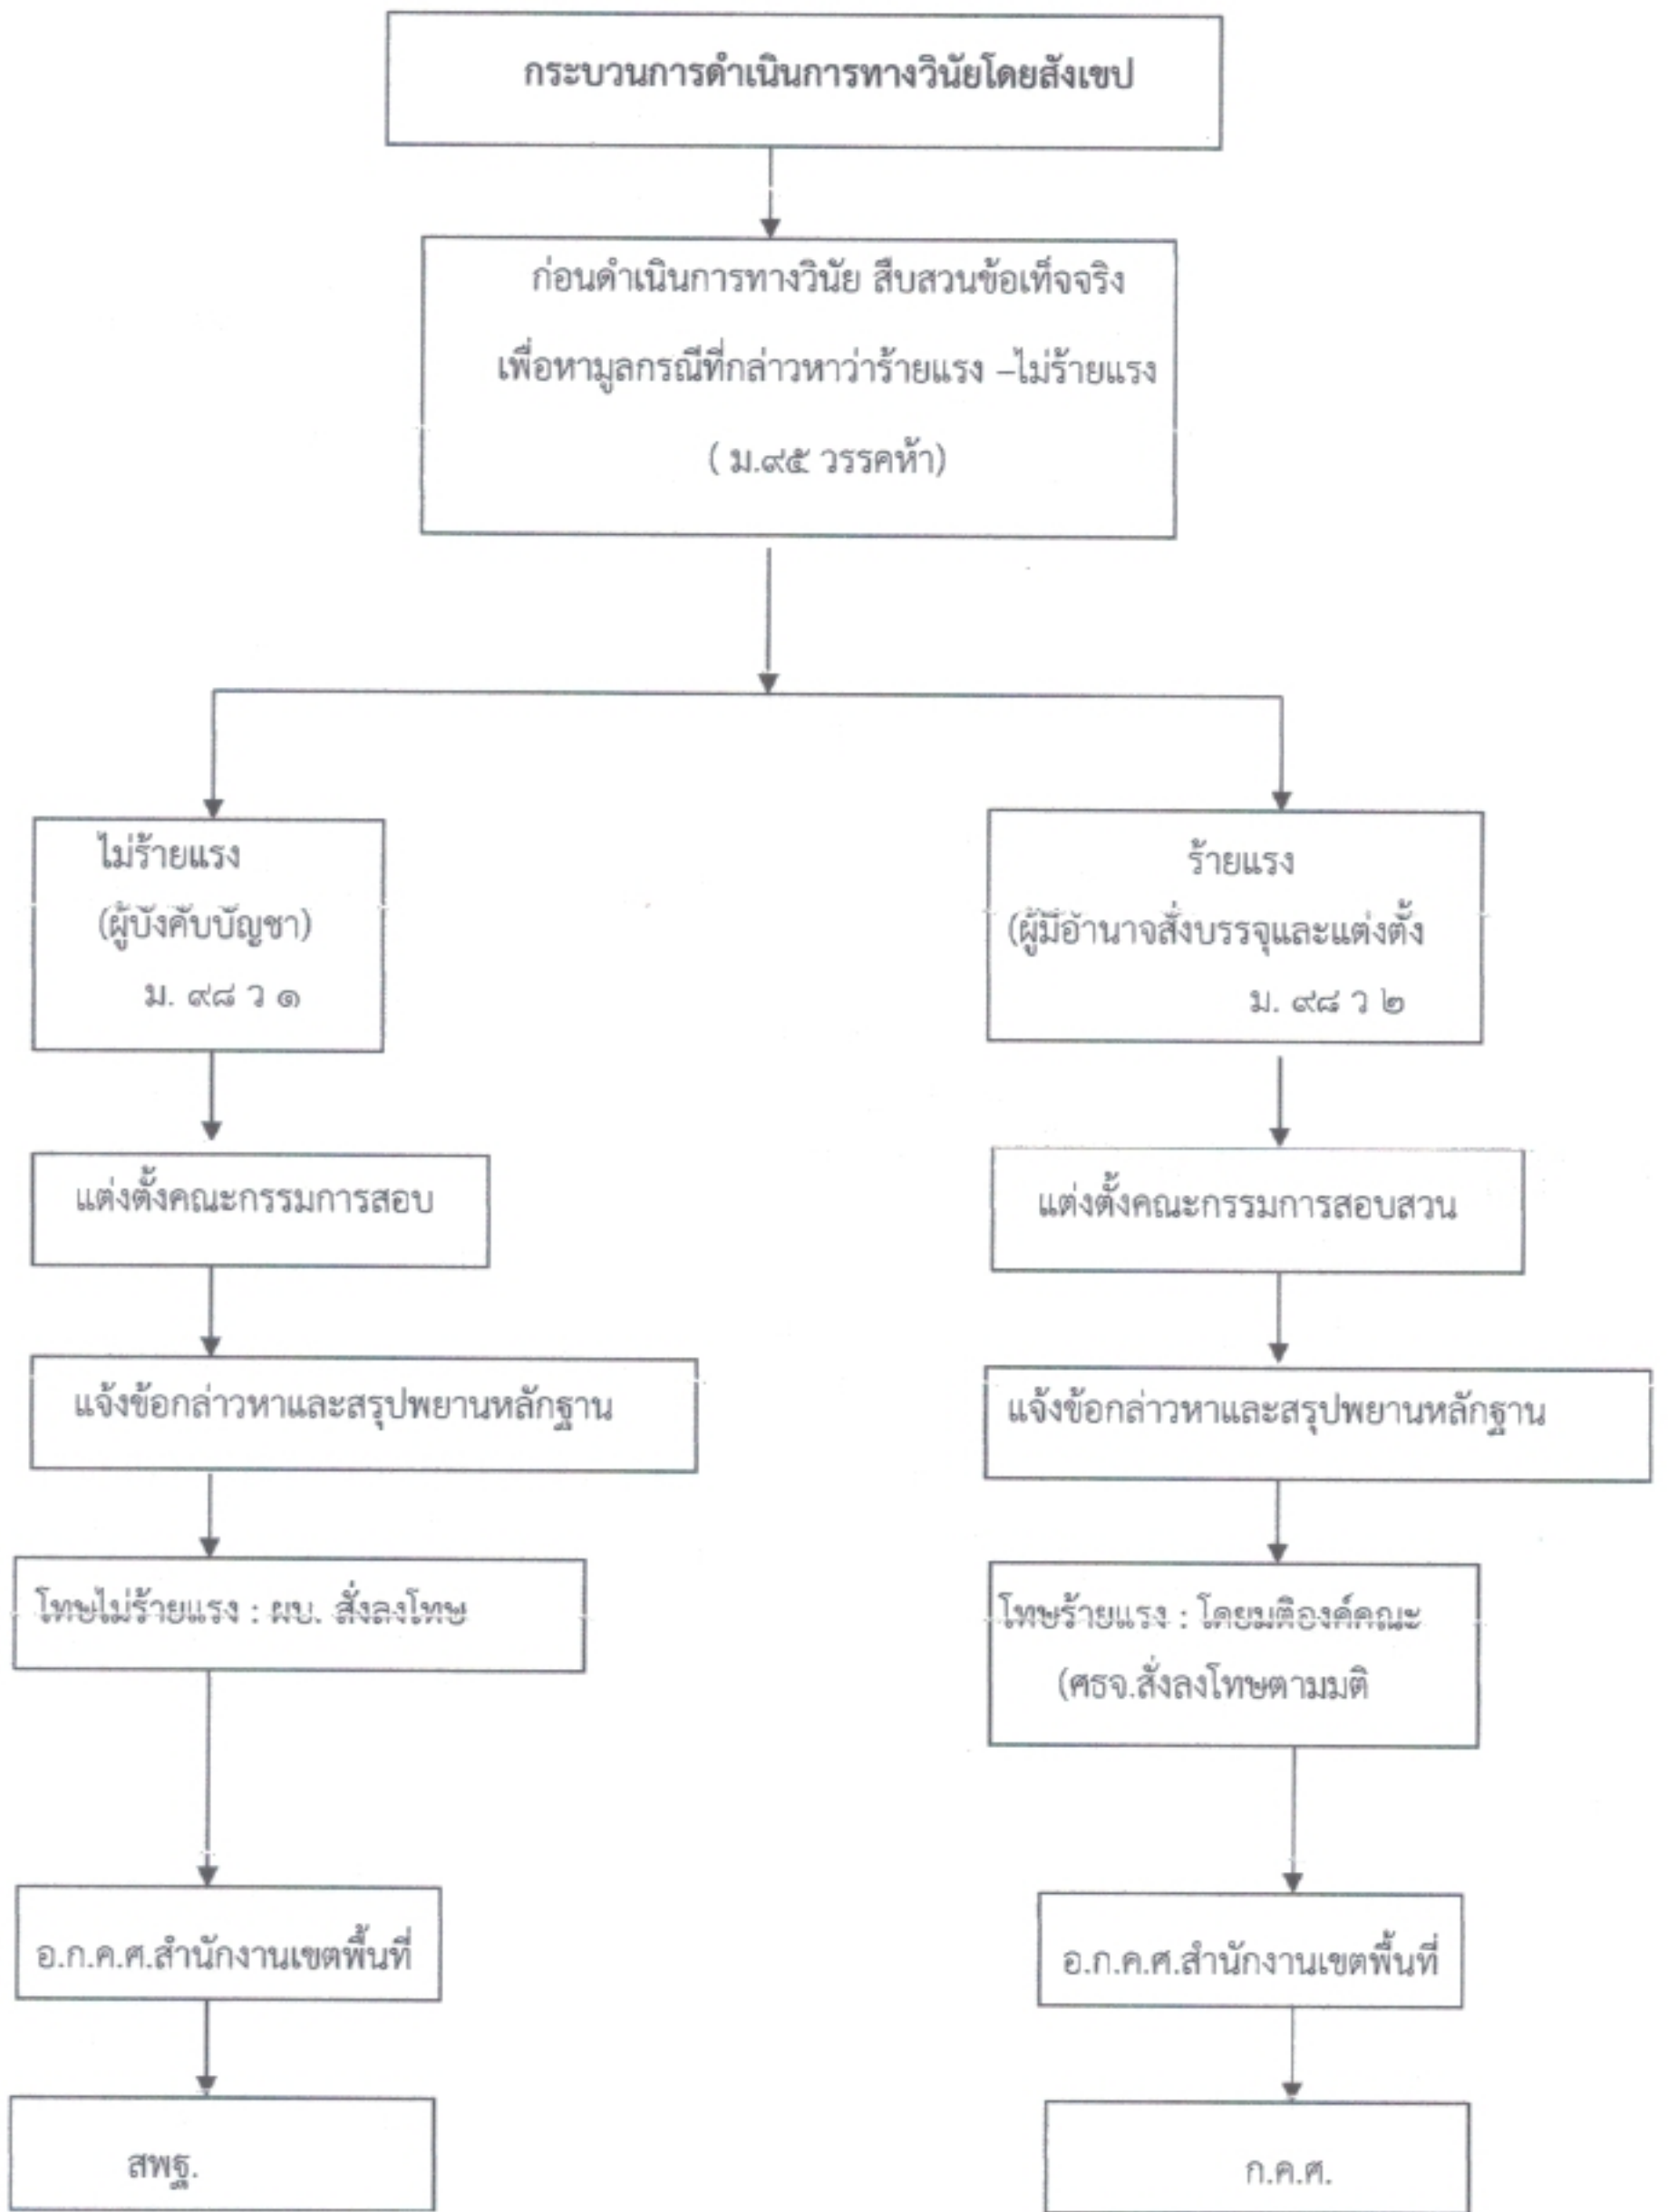 กระบวนการดำเนินการทางวินัยโดยสังเขป
ก่อนดำเนินการทางวินัย สืบสวนข้อเท็จจริง
เพื่อหามูลกรณีที่กล่าวหาว่าร้ายแรง –ไม่ร้ายแรง
( ม.๙๕ วรรคห้า)
ไม่ร้ายแรง
(ผู้บังคับบัญชา)
ม. ๙๘ ว ๑
แต่งตั้งคณะกรรมการสอบ
แจ้งข้อกล่าวหาและสรุปพยานหลักฐาน
โทษไม่ร้ายแรง : ผบ. สั่งลงโทษ
อ.ก.ค.ศ.สำนักงานเขตพื้นที่
สพฐ.
ร้ายแรง
(ผู้มีอำนาจสั่งบรรจุและแต่งตั้ง
ม. ๙๘ ว ๒
แต่งตั้งคณะกรรมการสอบสวน
แจ้งข้อกล่าวหาและสรุปพยานหลักฐาน
โทษร้ายแรง : โดยมติองค์คณะ
(ศธจ.สั่งลงโทษตามมติ
อ.ก.ค.ศ.สำนักงานเขตพื้นที่
ก.ค.ศ.